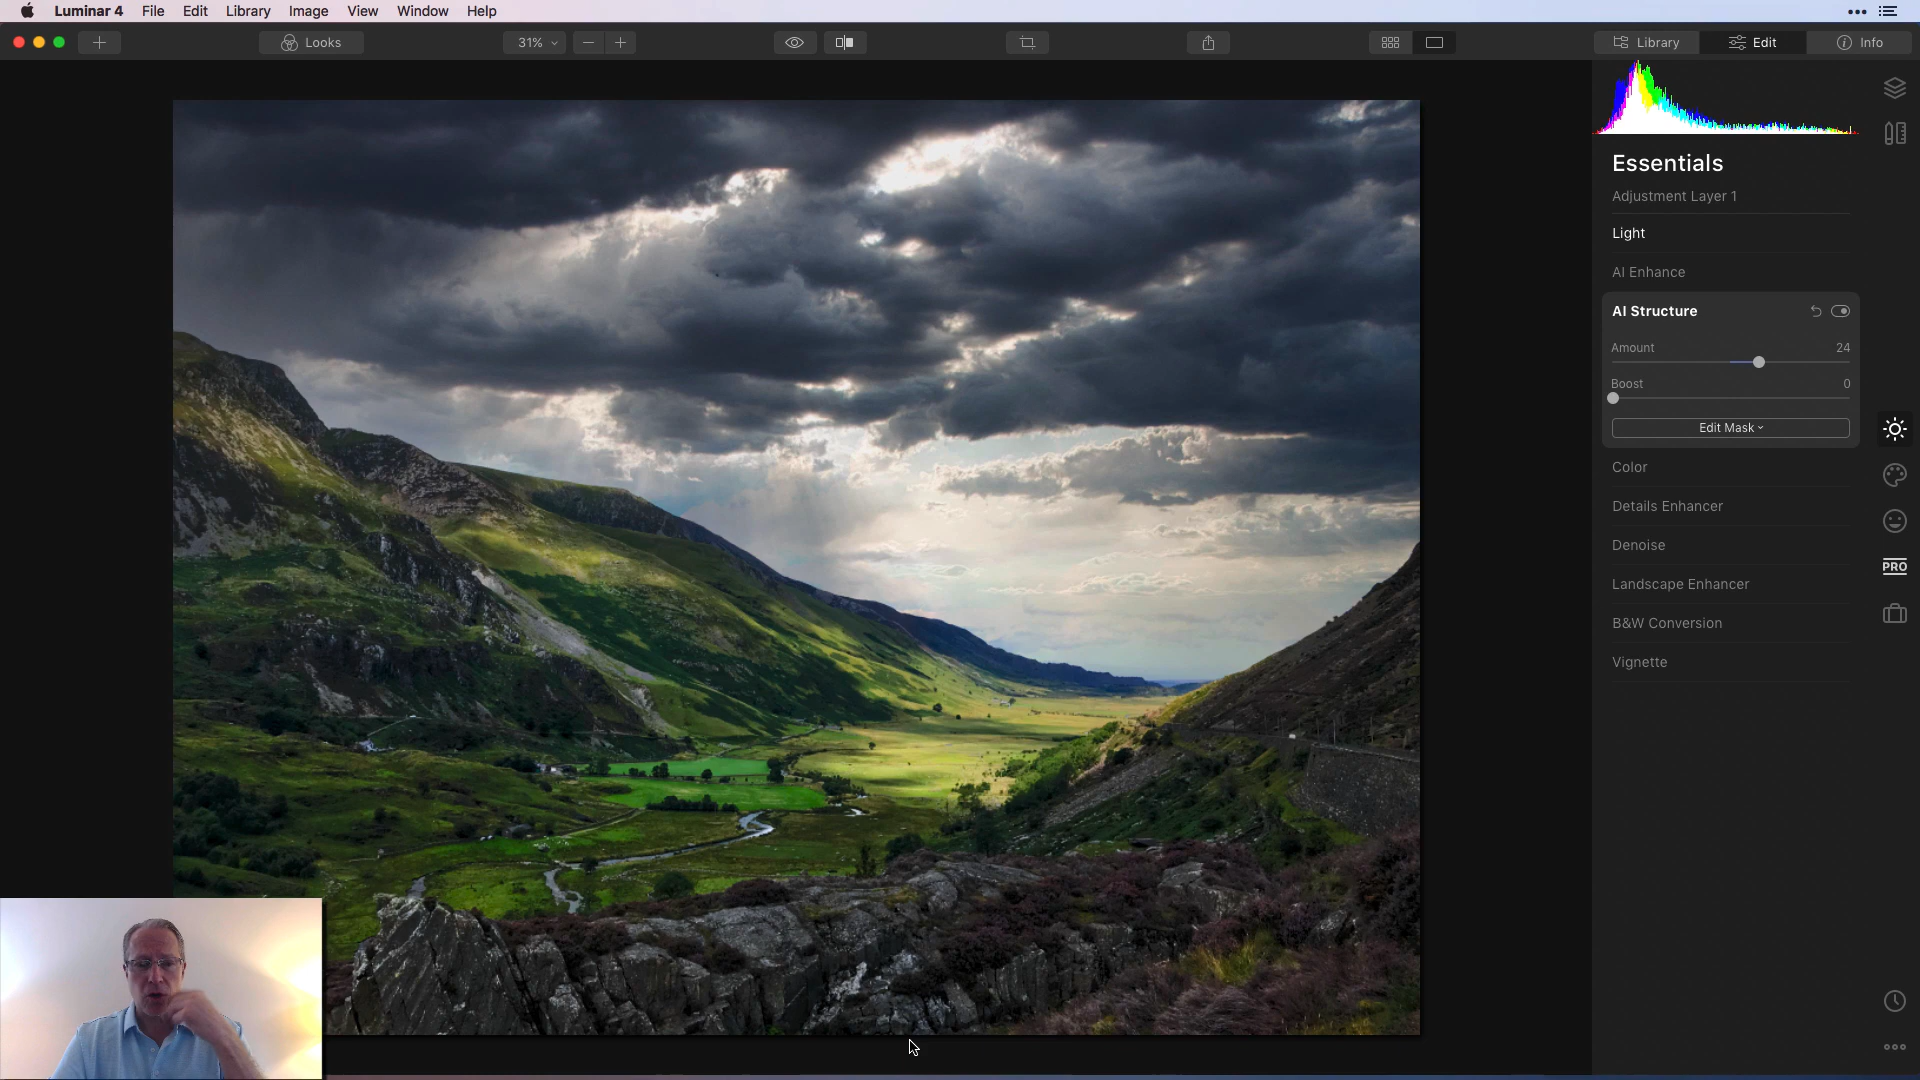 Luminar 4 File Edit Library Image View Window Help
Looks 31% Library Edit Info
Essentials
Adjustment Layer 1
Light
AI Enhance
AI Structure
Amount 24
Boost 0
Edit Mask
Color
Details Enhancer
Denoise
PRO
Landscape Enhancer
B&W Conversion
Vignette